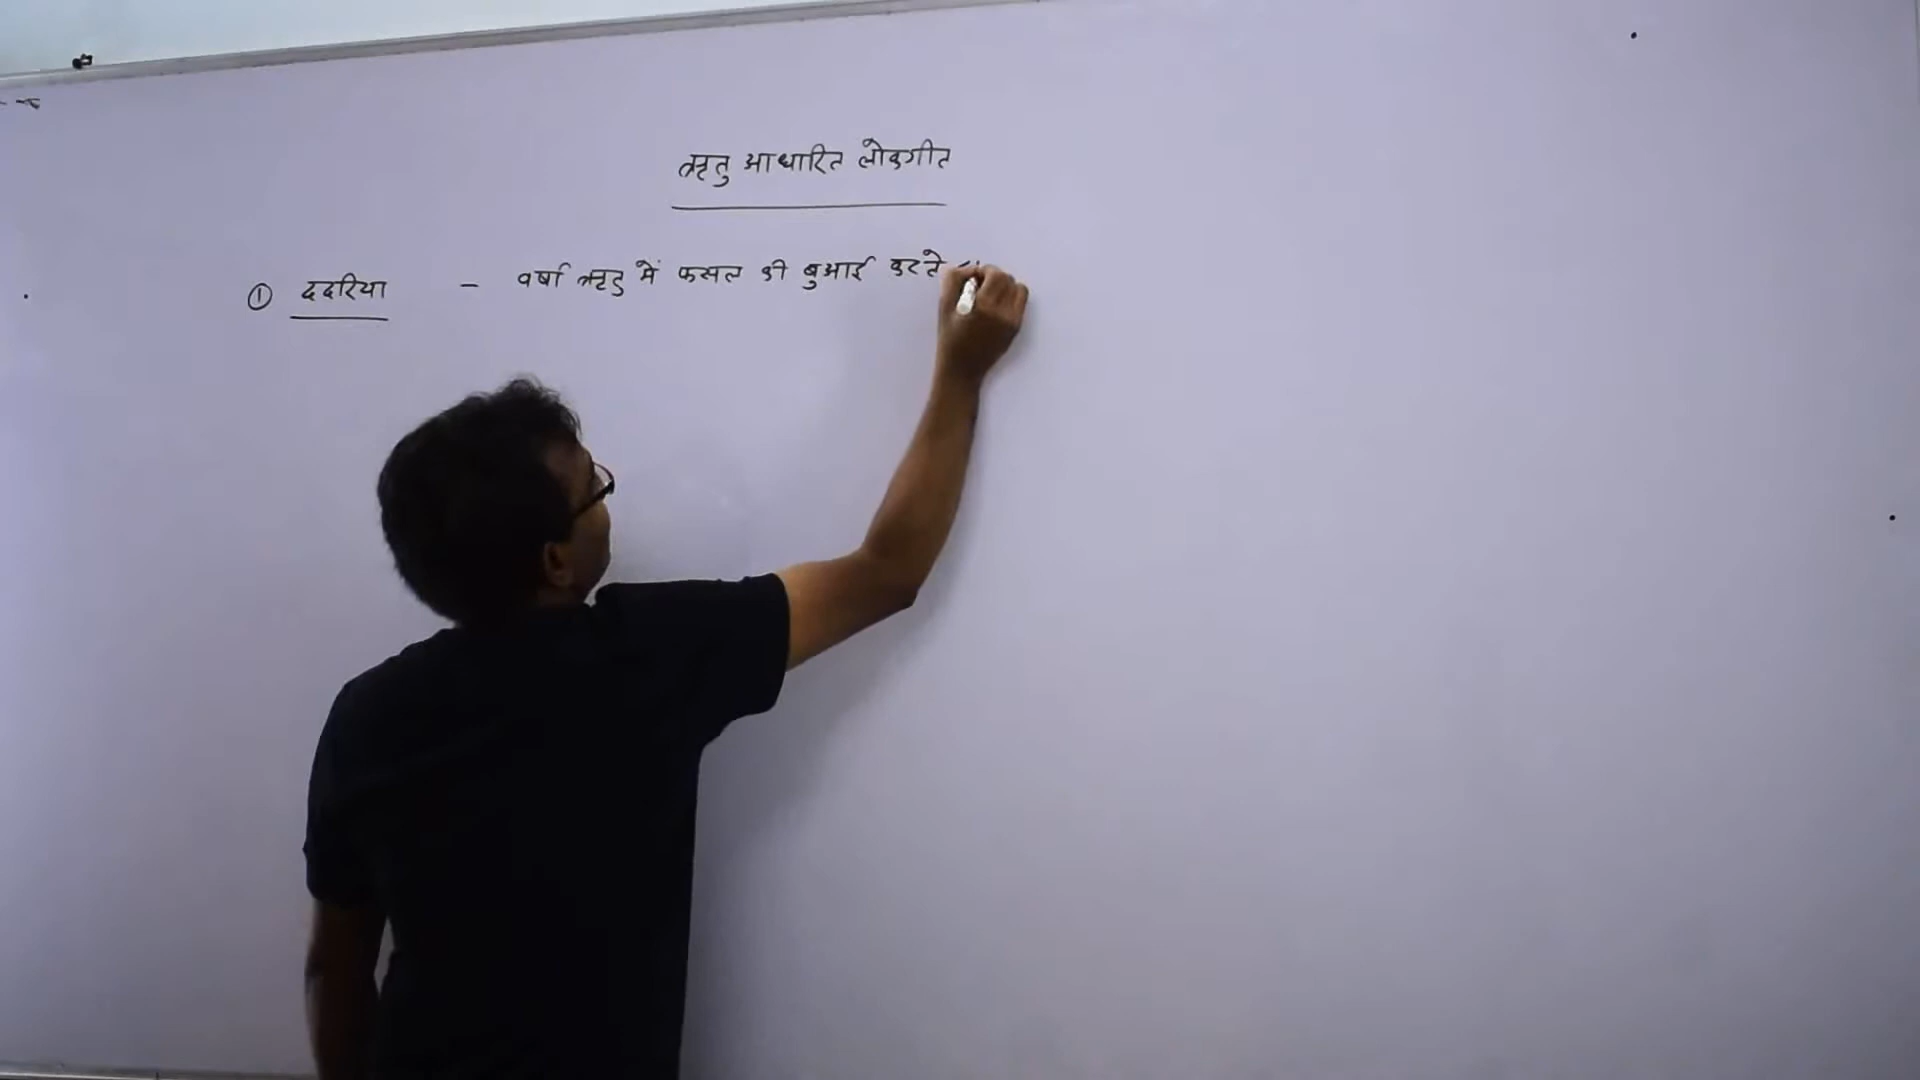 ऋतु आधारित लोकगीत
① ददरिया - वर्षा ऋतु में फसल की बुआई करते